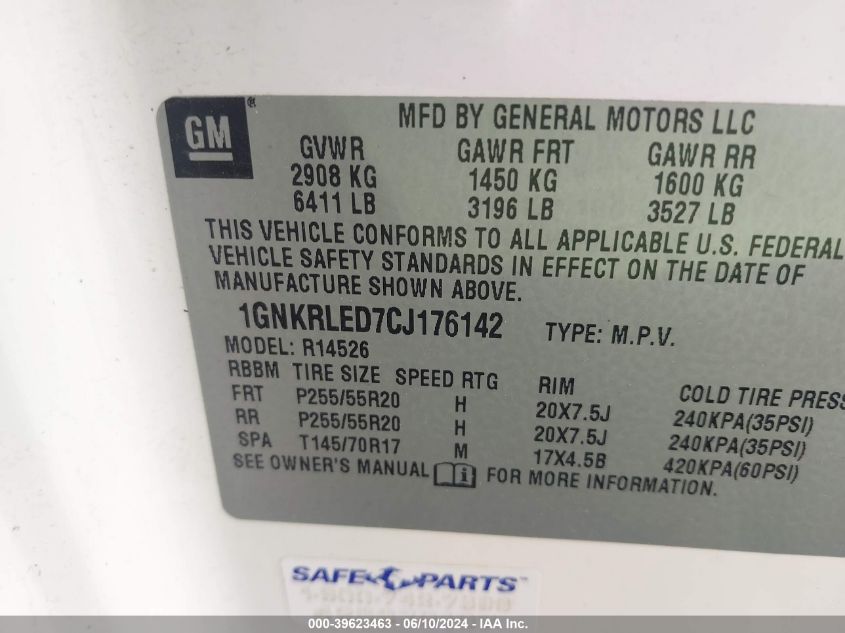 GM®
MFD BY GENERAL MOTORS LLC
GVWR GAWR FRT GAWR RR
2908 KG 1450 KG 1600 KG
6411 LB 3196 LB 3527 LB
THIS VEHICLE CONFORMS TO ALL APPLICABLE U.S. FEDERAL
VEHICLE SAFETY STANDARDS IN EFFECT ON THE DATE OF
MANUFACTURE SHOWN ABOVE.
1GNKRLED7CJ176142 TYPE: M.P.V.
MODEL: R14526
RBBM TIRE SIZE SPEED RTG RIM COLD TIRE PRESS
FRT P255/55R20 H 20X7.5J 240KPA(35PSI)
RR P255/55R20 H 20X7.5J 240KPA(35PSI)
SPA T145/70R17 M 17X4.5B 420KPA(60PSI)
SEE OWNER'S MANUAL i FOR MORE INFORMATION.
SAFE PARTS™
000-39623463 - 06/10/2024 - IAA Inc.